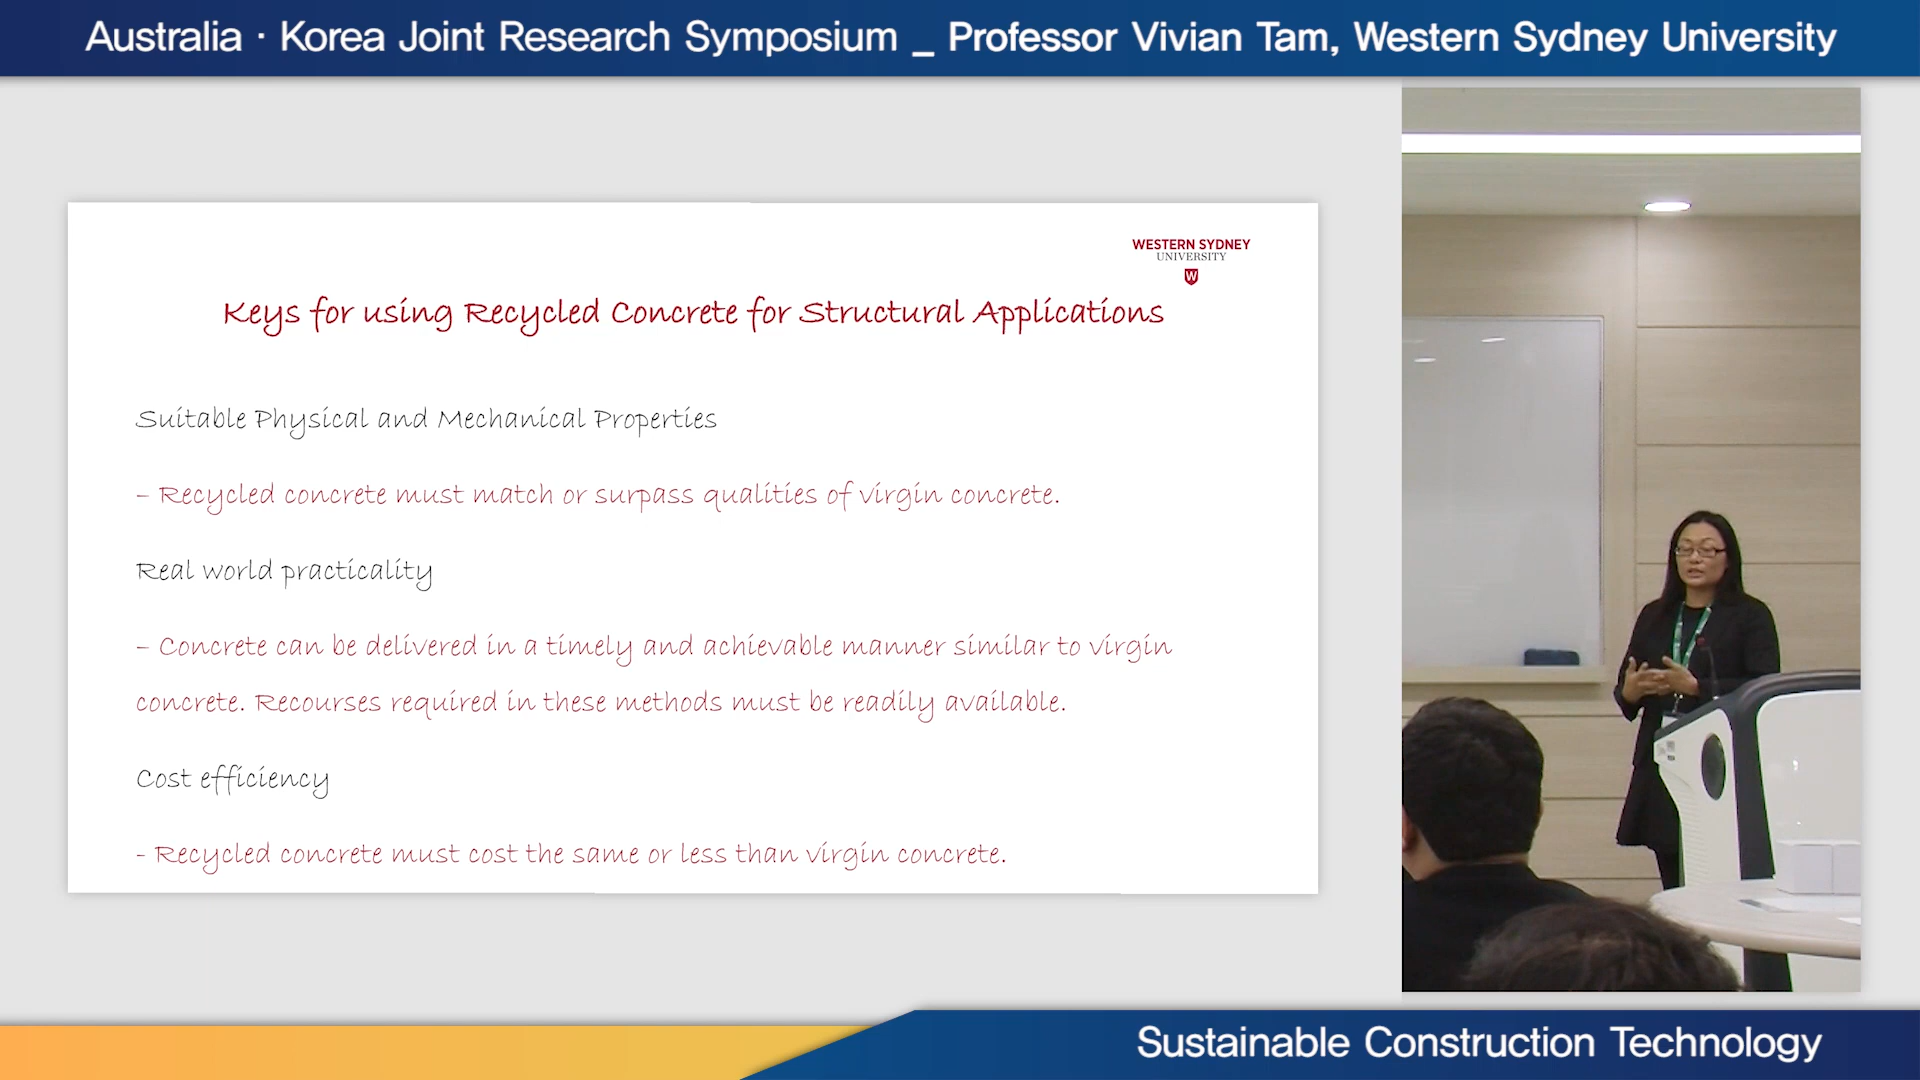 Australia · Korea Joint Research Symposium _ Professor Vivian Tam, Western Sydney University
WESTERN SYDNEY
UNIVERSITY
W
Keys for using Recycled Concrete for Structural Applications
Suitable Physical and Mechanical Properties
– Recycled concrete must match or surpass qualities of virgin concrete.
Real world practicality
– Concrete can be delivered in a timely and achievable manner similar to virgin
concrete. Recourses required in these methods must be readily available.
Cost efficiency
- Recycled concrete must cost the same or less than virgin concrete.
Sustainable Construction Technology